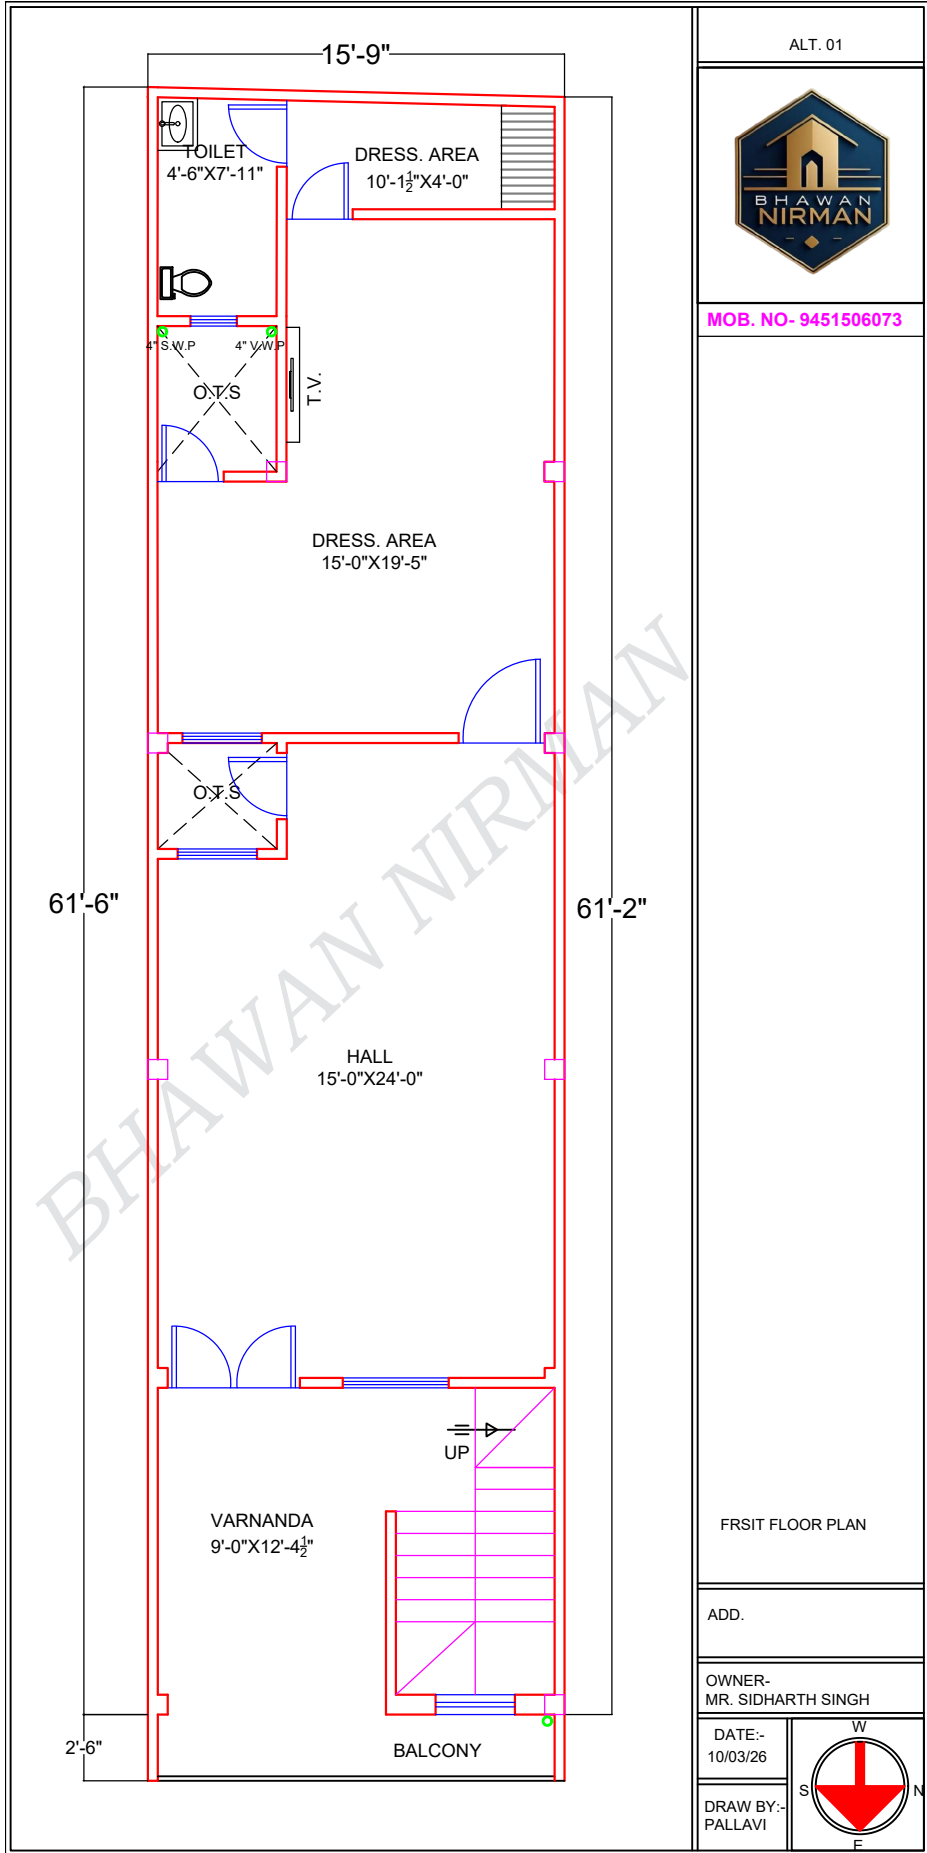 15'-9"
ALT. 01
BHAWAN
NIRMAN
MOB. NO- 9451506073
TOILET
4'-6"X7'-11"
DRESS. AREA
10'-1½"X4'-0"
4" S.W.P
4" V.W.P
O.T.S
T.V.
DRESS. AREA
15'-0"X19'-5"
O.T.S
61'-6"
61'-2"
BHAWAN NIRMAN
HALL
15'-0"X24'-0"
UP
VARNANDA
9'-0"X12'-4½"
2'-6"
BALCONY
FRSIT FLOOR PLAN
ADD.
OWNER-
MR. SIDHARTH SINGH
DATE:-
10/03/26
DRAW BY:-
PALLAVI
W
S
N
E